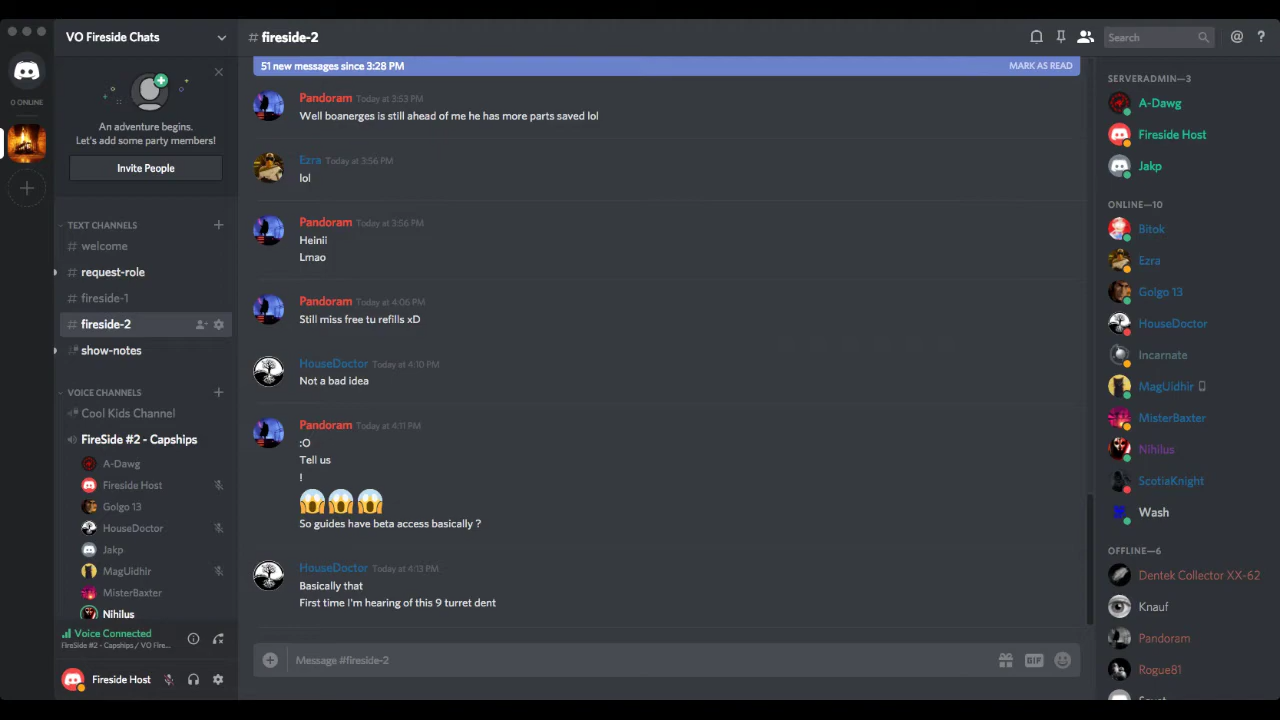 VO Fireside Chats
# fireside-2
Search
@
?
0 ONLINE
An adventure begins.
Let's add some party members!
Invite People
TEXT CHANNELS
# welcome
# request-role
# fireside-1
# fireside-2
show-notes
VOICE CHANNELS
Cool Kids Channel
FireSide #2 - Capships
A-Dawg
Fireside Host
Golgo 13
HouseDoctor
Jakp
MagUidhir
MisterBaxter
Nihilus
Voice Connected
FireSide #2 - Capships / VO Fire...
Fireside Host
51 new messages since 3:28 PM MARK AS READ
Pandoram Today at 3:53 PM
Well boanerges is still ahead of me he has more parts saved lol
Ezra Today at 3:56 PM
lol
Pandoram Today at 3:56 PM
Heinii
Lmao
Pandoram Today at 4:06 PM
Still miss free tu refills xD
HouseDoctor Today at 4:10 PM
Not a bad idea
Pandoram Today at 4:11 PM
:O
Tell us
!
So guides have beta access basically ?
HouseDoctor Today at 4:13 PM
Basically that
First time I'm hearing of this 9 turret dent
Message #fireside-2
GIF
SERVERADMIN—3
A-Dawg
Fireside Host
Jakp
ONLINE—10
Bitok
Ezra
Golgo 13
HouseDoctor
Incarnate
MagUidhir
MisterBaxter
Nihilus
ScotiaKnight
Wash
OFFLINE—6
Dentek Collector XX-62
Knauf
Pandoram
Rogue81